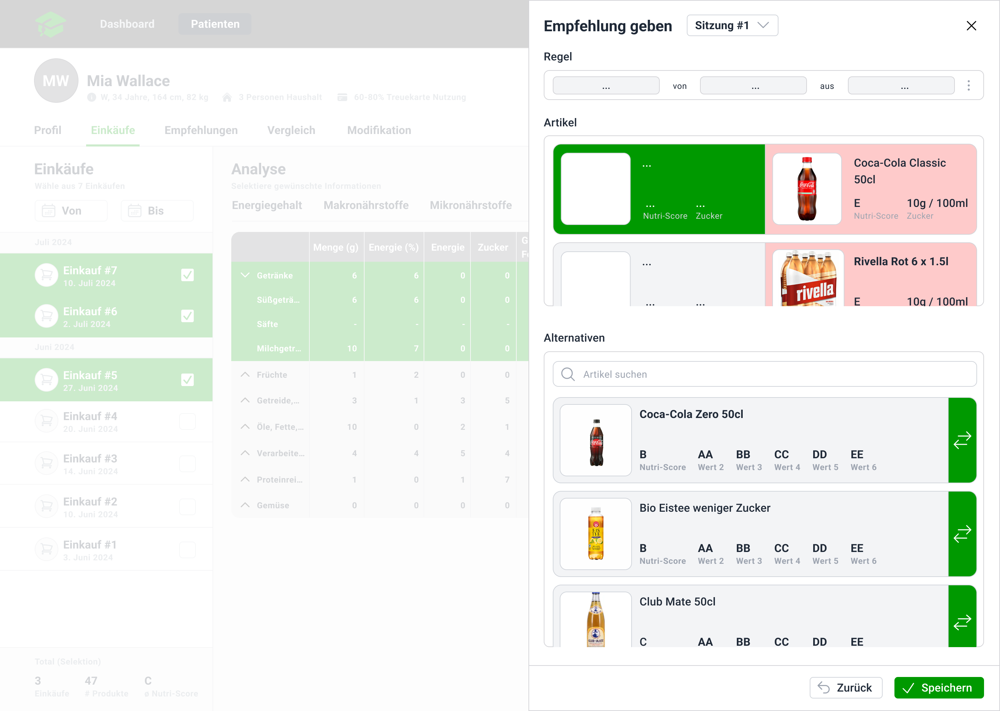 Dashboard
Patienten
MW
Mia Wallace
W, 34 Jahre, 164 cm, 82 kg
3 Personen Haushalt
60-80% Treuekarte Nutzung
Profil
Einkäufe
Empfehlungen
Vergleich
Modifikation
Einkäufe
Wähle aus 7 Einkäufen
Von
Bis
Juli 2024
Einkauf #7
10. Juli 2024
Einkauf #6
2. Juli 2024
Juni 2024
Einkauf #5
27. Juni 2024
Einkauf #4
20. Juni 2024
Einkauf #3
14. Juni 2024
Einkauf #2
10. Juni 2024
Einkauf #1
3. Juni 2024
Total (Selektion)
3 47 C
Einkäufe # Produkte ø Nutri-Score
Analyse
Selektiere gewünschte Informationen
Energiegehalt Makronährstoffe Mikronährstoffe
Menge (g) Energie (%) Energie Zucker G
Fe
Getränke 6 6 0 0
Süßgeträ... 6 6 0 0
Säfte - - - -
Milchgetr... 10 7 0 0
Früchte 1 2 0 0
Getreide,... 3 1 3 5
Öle, Fette,... 10 0 2 1
Verarbeite... 4 4 5 4
Proteinrei... 1 0 1 7
Gemüse 0 0 0 0
Empfehlung geben
Sitzung #1
Regel
... von ... aus ...
Artikel
...
... ...
Nutri-Score Zucker
Coca-Cola Classic
50cl
E 10g / 100ml
Nutri-Score Zucker
Coca-Cola
...
... ...
Rivella Rot 6 x 1.5l
E 10g / 100ml
rivella
Alternativen
Artikel suchen
Coca-Cola Zero 50cl
B AA BB CC DD EE
Nutri-Score Wert 2 Wert 3 Wert 4 Wert 5 Wert 6
Coca-Cola
Bio Eistee weniger Zucker
B AA BB CC DD EE
Nutri-Score Wert 2 Wert 3 Wert 4 Wert 5 Wert 6
EIS
TEE
Club Mate 50cl
C AA BB CC DD EE
CLUB-MATE
Zurück
Speichern